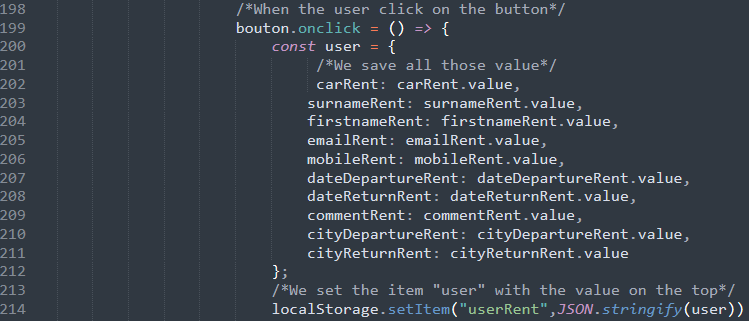 198 /*When the user click on the button*/
199 bouton.onclick = () => {
200 const user = {
201 /*We save all those value*/
202 carRent: carRent.value,
203 surnameRent: surnameRent.value,
204 firstnameRent: firstnameRent.value,
205 emailRent: emailRent.value,
206 mobileRent: mobileRent.value,
207 dateDepartureRent: dateDepartureRent.value,
208 dateReturnRent: dateReturnRent.value,
209 commentRent: commentRent.value,
210 cityDepartureRent: cityDepartureRent.value,
211 cityReturnRent: cityReturnRent.value
212 };
213 /*We set the item "user" with the value on the top*/
214 localStorage.setItem("userRent",JSON.stringify(user))